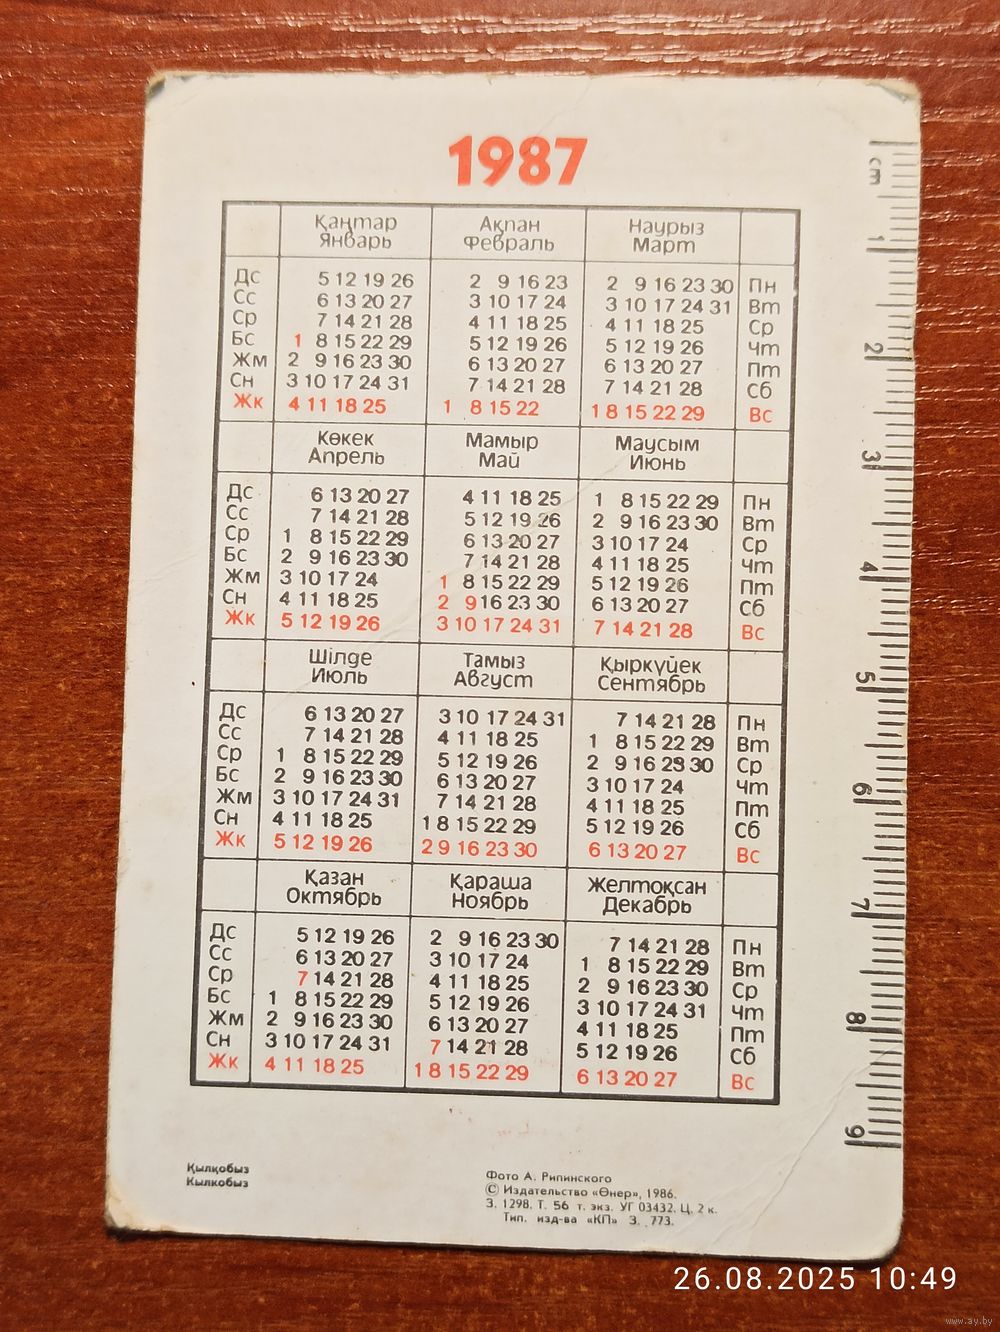 1987
cm
Қаңтар Ақпан Наурыз
Январь Февраль Март
Дс 5 12 19 26 2 9 16 23 2 9 16 23 30 Пн
Сс 6 13 20 27 3 10 17 24 3 10 17 24 31 Вт
Ср 7 14 21 28 4 11 18 25 4 11 18 25 Ср
Бс 1 8 15 22 29 5 12 19 26 5 12 19 26 Чт
Жм 2 9 16 23 30 6 13 20 27 6 13 20 27 Пт
Сн 3 10 17 24 31 7 14 21 28 7 14 21 28 Сб
Жк 4 11 18 25 1 8 15 22 1 8 15 22 29 Вс
Көкек Мамыр Маусым
Апрель Май Июнь
Дс 6 13 20 27 4 11 18 25 1 8 15 22 29 Пн
Сс 7 14 21 28 5 12 19 26 2 9 16 23 30 Вт
Ср 1 8 15 22 29 6 13 20 27 3 10 17 24 Ср
Бс 2 9 16 23 30 7 14 21 28 4 11 18 25 Чт
Жм 3 10 17 24 1 8 15 22 29 5 12 19 26 Пт
Сн 4 11 18 25 2 9 16 23 30 6 13 20 27 Сб
Жк 5 12 19 26 3 10 17 24 31 7 14 21 28 Вс
Шілде Тамыз Қыркүйек
Июль Август Сентябрь
Дс 6 13 20 27 3 10 17 24 31 7 14 21 28 Пн
Сс 7 14 21 28 4 11 18 25 1 8 15 22 29 Вт
Ср 1 8 15 22 29 5 12 19 26 2 9 16 23 30 Ср
Бс 2 9 16 23 30 6 13 20 27 3 10 17 24 Чт
Жм 3 10 17 24 31 7 14 21 28 4 11 18 25 Пт
Сн 4 11 18 25 1 8 15 22 29 5 12 19 26 Сб
Жк 5 12 19 26 2 9 16 23 30 6 13 20 27 Вс
Қазан Қараша Желтоқсан
Октябрь Ноябрь Декабрь
Дс 5 12 19 26 2 9 16 23 30 7 14 21 28 Пн
Сс 6 13 20 27 3 10 17 24 1 8 15 22 29 Вт
Ср 7 14 21 28 4 11 18 25 2 9 16 23 30 Ср
Бс 1 8 15 22 29 5 12 19 26 3 10 17 24 31 Чт
Жм 2 9 16 23 30 6 13 20 27 4 11 18 25 Пт
Сн 3 10 17 24 31 7 14 21 28 5 12 19 26 Сб
Жк 4 11 18 25 1 8 15 22 29 6 13 20 27 Вс
1
2
3
4
5
6
7
8
9
Қылқобыз
Кылкобыз
Фото А. Рипинского
© Издательство «Өнер», 1986.
З. 1298. Т. 56 т. экз. УГ 03432. Ц. 2 к.
Тип. изд-ва «КП» З. 773.
26.08.2025 10:49
www.ay.by